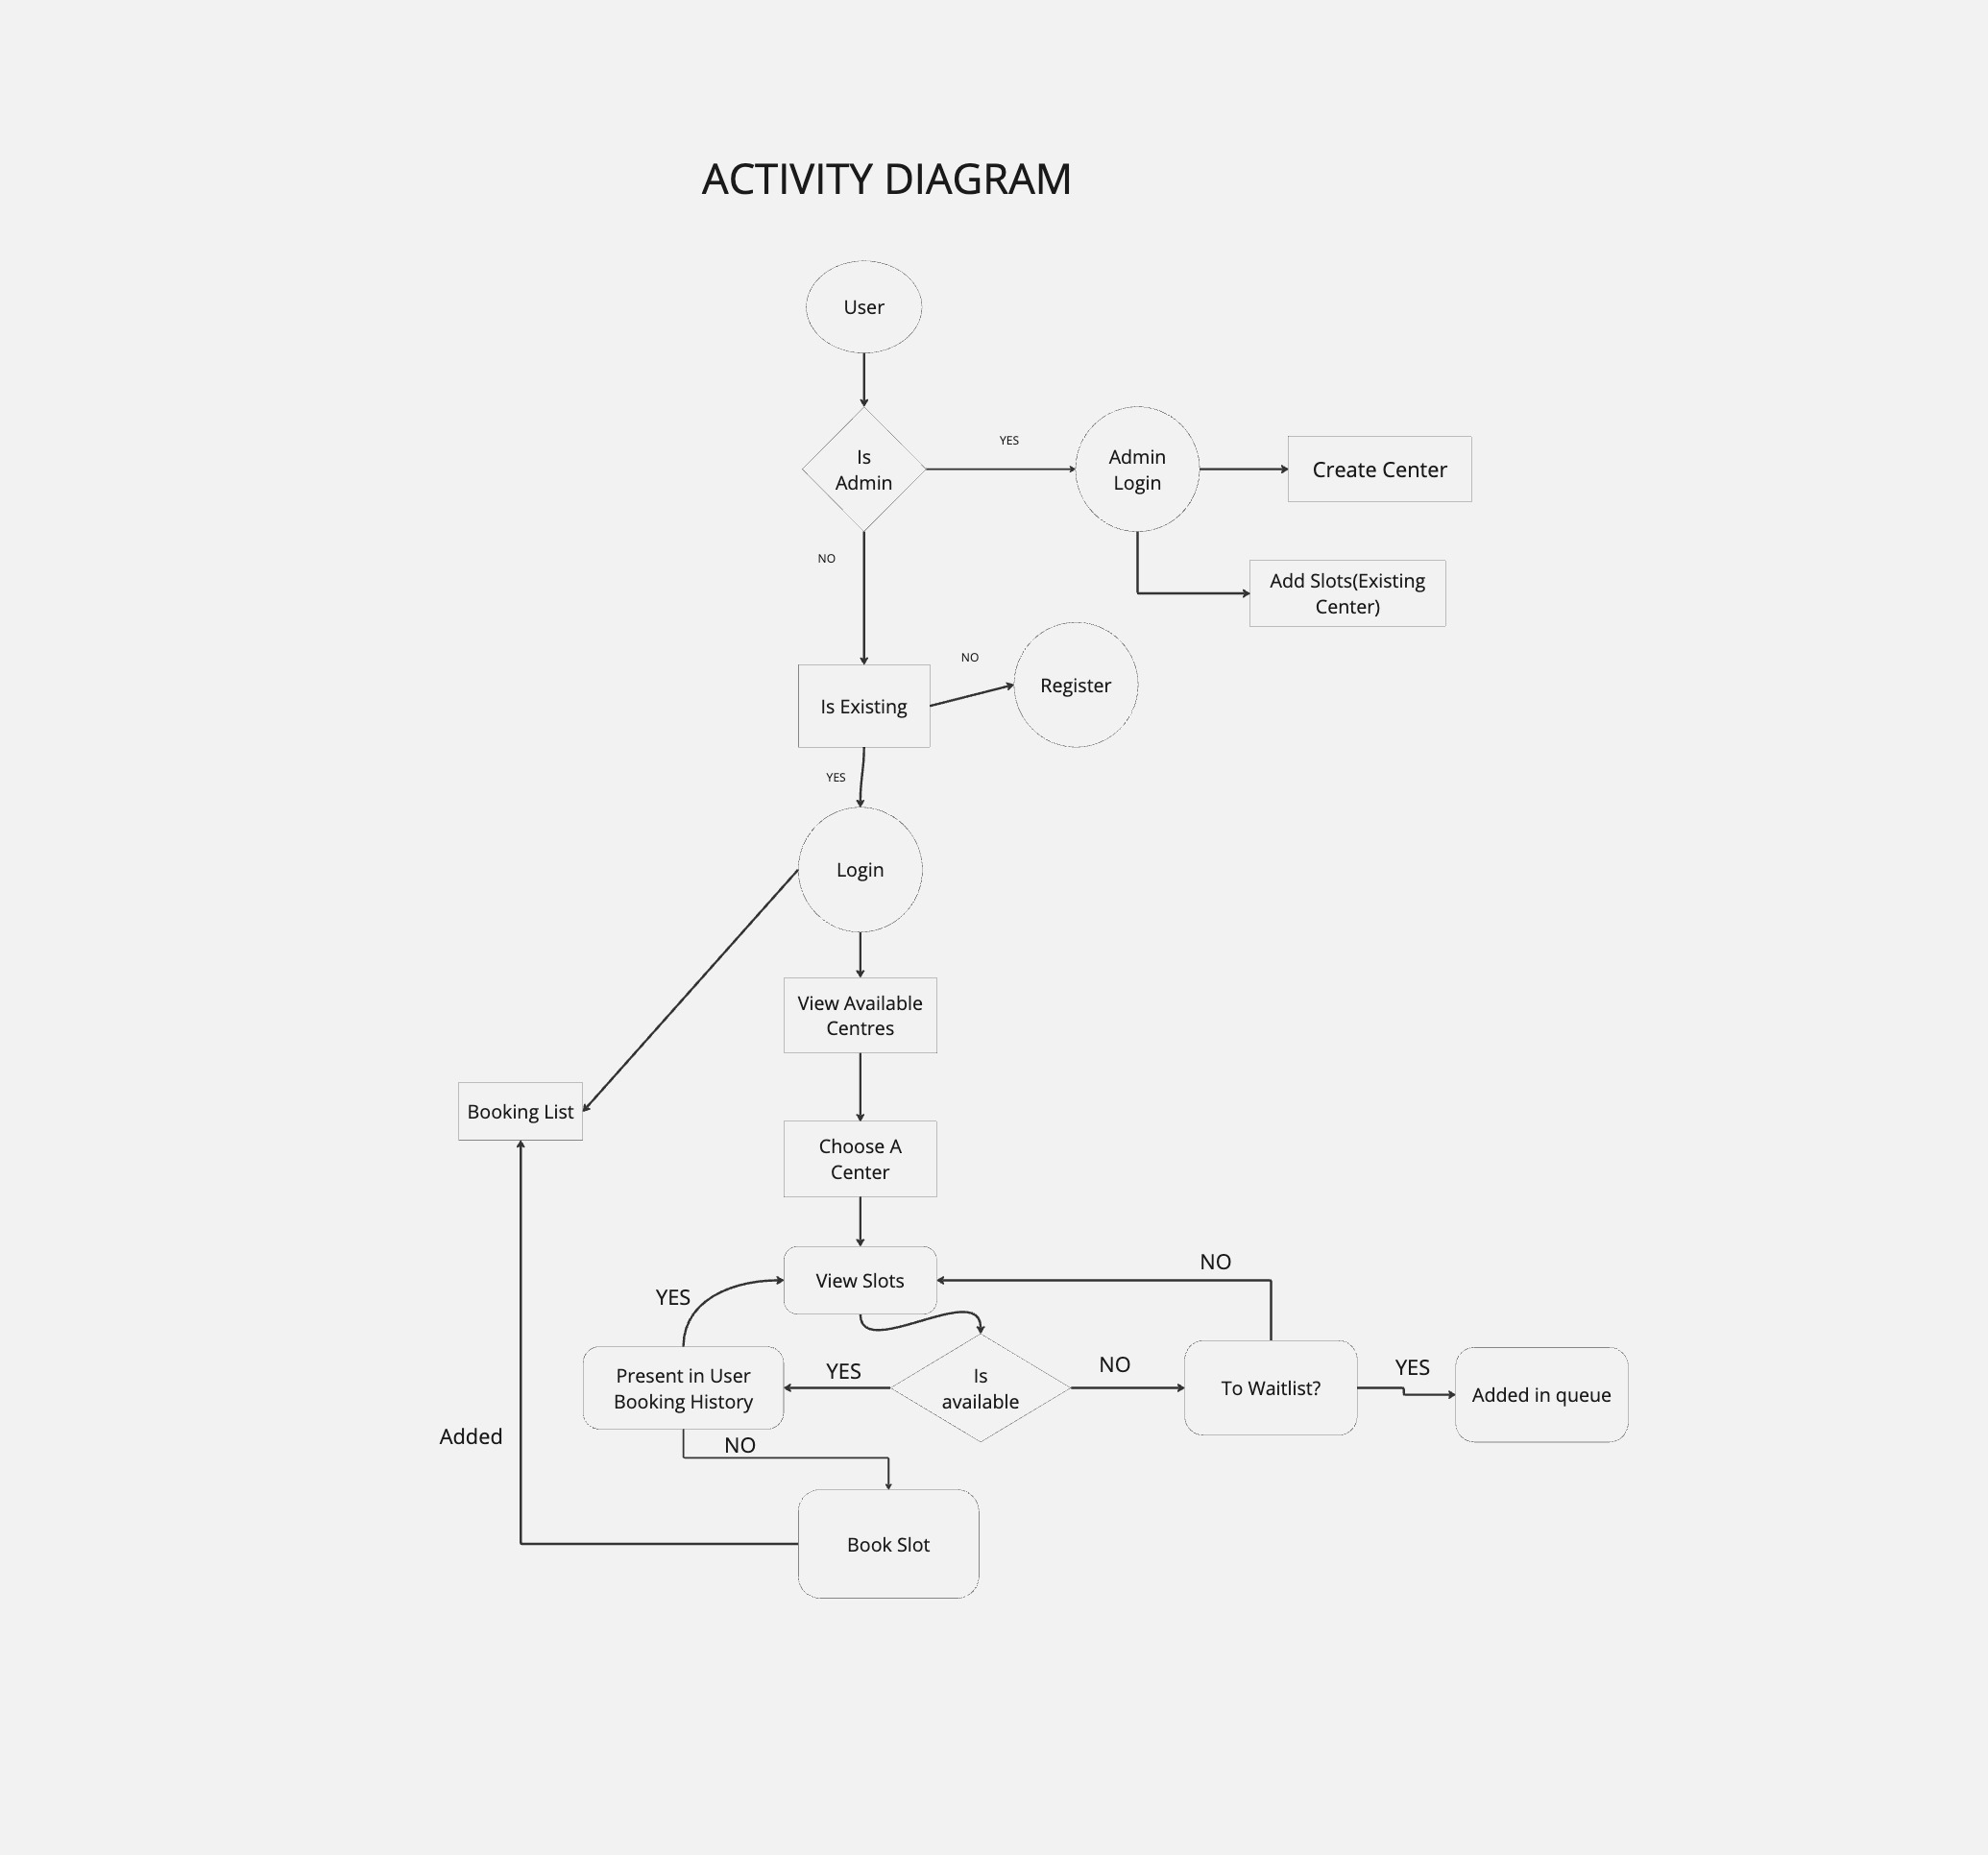 ACTIVITY DIAGRAM
User
Is
Admin
YES
Admin
Login
Create Center
NO
Add Slots(Existing
Center)
NO
Register
Is Existing
YES
Login
View Available
Centres
Booking List
Choose A
Center
NO
View Slots
YES
YES
Is
available
NO
To Waitlist?
YES
Added in queue
Present in User
Booking History
Added
NO
Book Slot